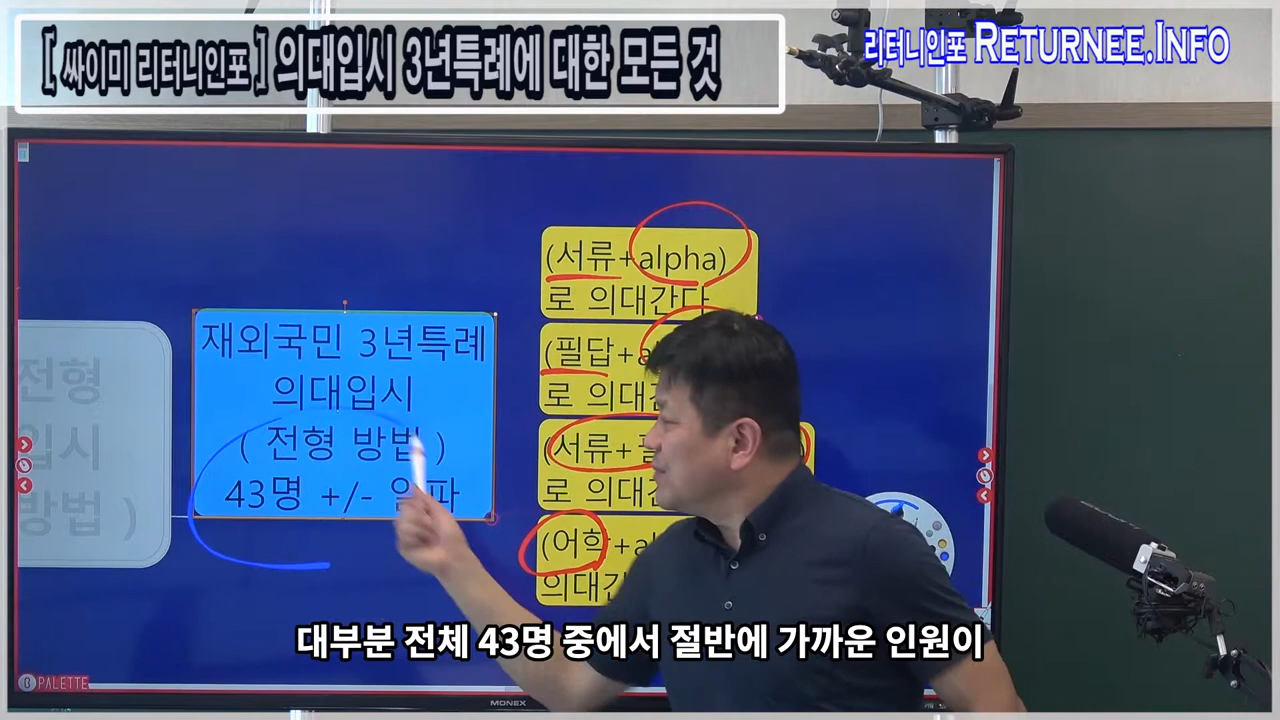 [ 싸이미 리터니인포 ] 의대입시 3년특례에 대한 모든 것
리터니인포 RETURNEE.INFO
전형
입시
방법 )
재외국민 3년특례
의대입시
( 전형 방법 )
43명 +/- 알파
(서류+alpha)
로 의대간다
(필답+a
로 의대
(서류+
로 의대
(어학+al
의대간
대부분 전체 43명 중에서 절반에 가까운 인원이
PALETTE
MONEX